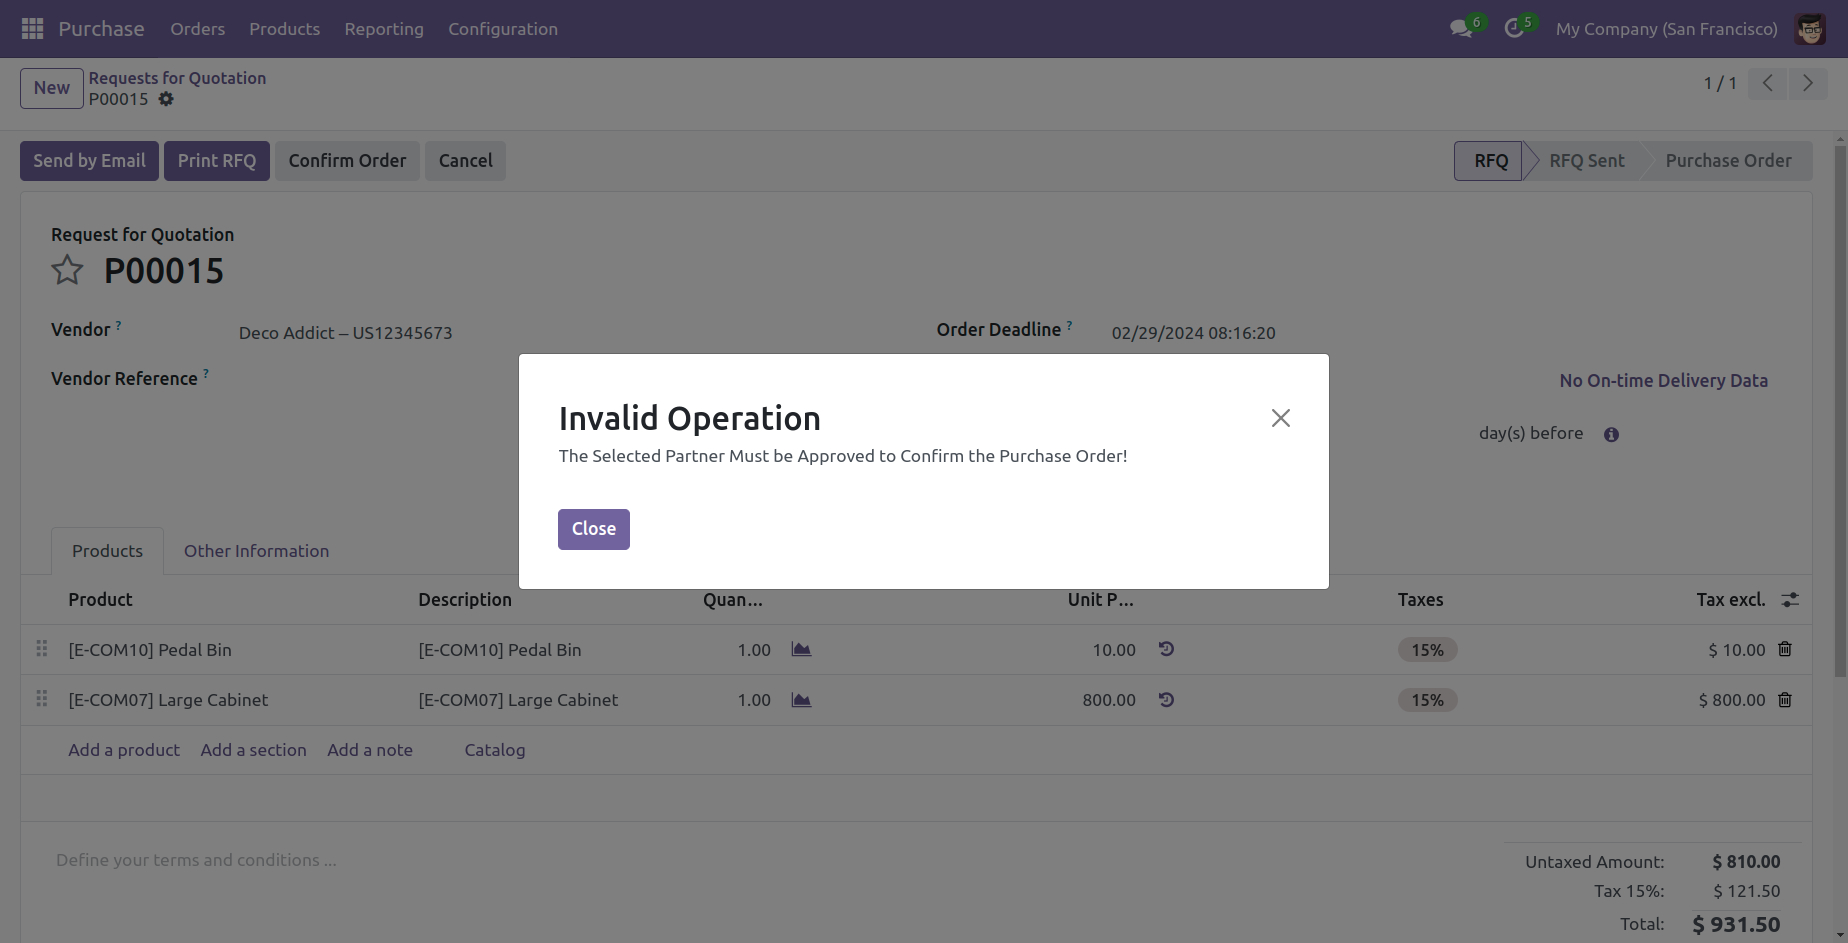 Purchase Orders Products Reporting Configuration 6 5 My Company (San Francisco)
New Requests for Quotation
P00015
1 / 1
Send by Email Print RFQ Confirm Order Cancel RFQ RFQ Sent Purchase Order
Request for Quotation
P00015
Vendor ? Deco Addict – US12345673 Order Deadline ? 02/29/2024 08:16:20
Vendor Reference ? No On-time Delivery Data
day(s) before
Invalid Operation
The Selected Partner Must be Approved to Confirm the Purchase Order!
Close
Products Other Information
Product Description Quan... Unit P... Taxes Tax excl.
[E-COM10] Pedal Bin [E-COM10] Pedal Bin 1.00 10.00 15% $ 10.00
[E-COM07] Large Cabinet [E-COM07] Large Cabinet 1.00 800.00 15% $ 800.00
Add a product Add a section Add a note Catalog
Define your terms and conditions ...
Untaxed Amount: $ 810.00
Tax 15%: $ 121.50
Total: $ 931.50